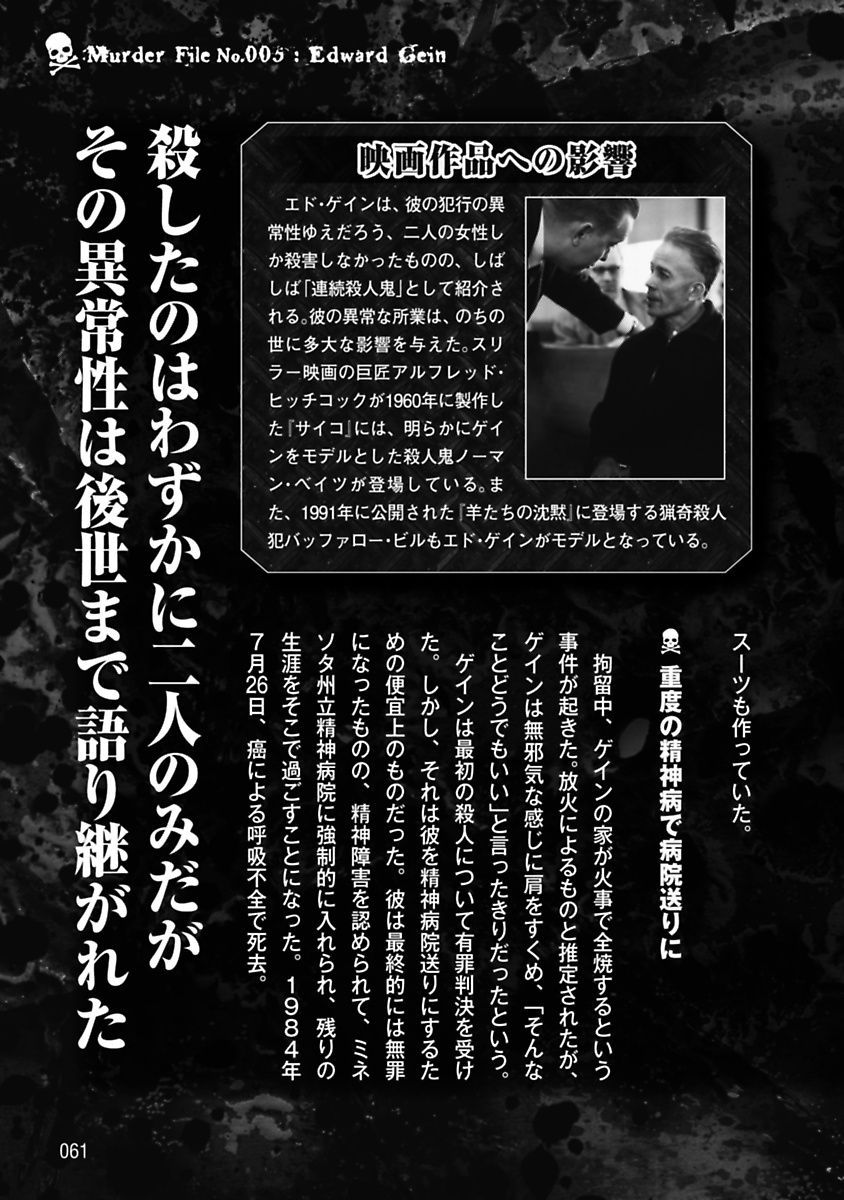 Murder File No.005 : Edward Gein
殺したのはわずかに二人のみだが
その異常性は後世まで語り継がれた
映画作品への影響
エド・ゲインは、彼の犯行の異
常性ゆえだろう、二人の女性し
か殺害しなかったものの、しば
しば「連続殺人鬼」として紹介さ
れる。彼の異常な所業は、のちの
世に多大な影響を与えた。スリ
ラー映画の巨匠アルフレッド・
ヒッチコックが1960年に製作し
た『サイコ』には、明らかにゲイ
ンをモデルとした殺人鬼ノーマ
ン・ベイツが登場している。ま
た、1991年に公開された『羊たちの沈黙』に登場する猟奇殺人
犯バッファロー・ビルもエド・ゲインがモデルとなっている。
スーツも作っていた。
重度の精神病で病院送りに
拘留中、ゲインの家が火事で全焼するという
事件が起きた。放火によるものと推定されたが、
ゲインは無邪気な感じに肩をすくめ、「そんな
ことどうでもいい」と言ったきりだったという。
ゲインは最初の殺人について有罪判決を受け
た。しかし、それは彼を精神病院送りにするた
めの便宜上のものだった。彼は最終的には無罪
になったものの、精神障害を認められて、ミネ
ソタ州立精神病院に強制的に入れられ、残りの
生涯をそこで過ごすことになった。1984年
7月26日、癌による呼吸不全で死去。
061